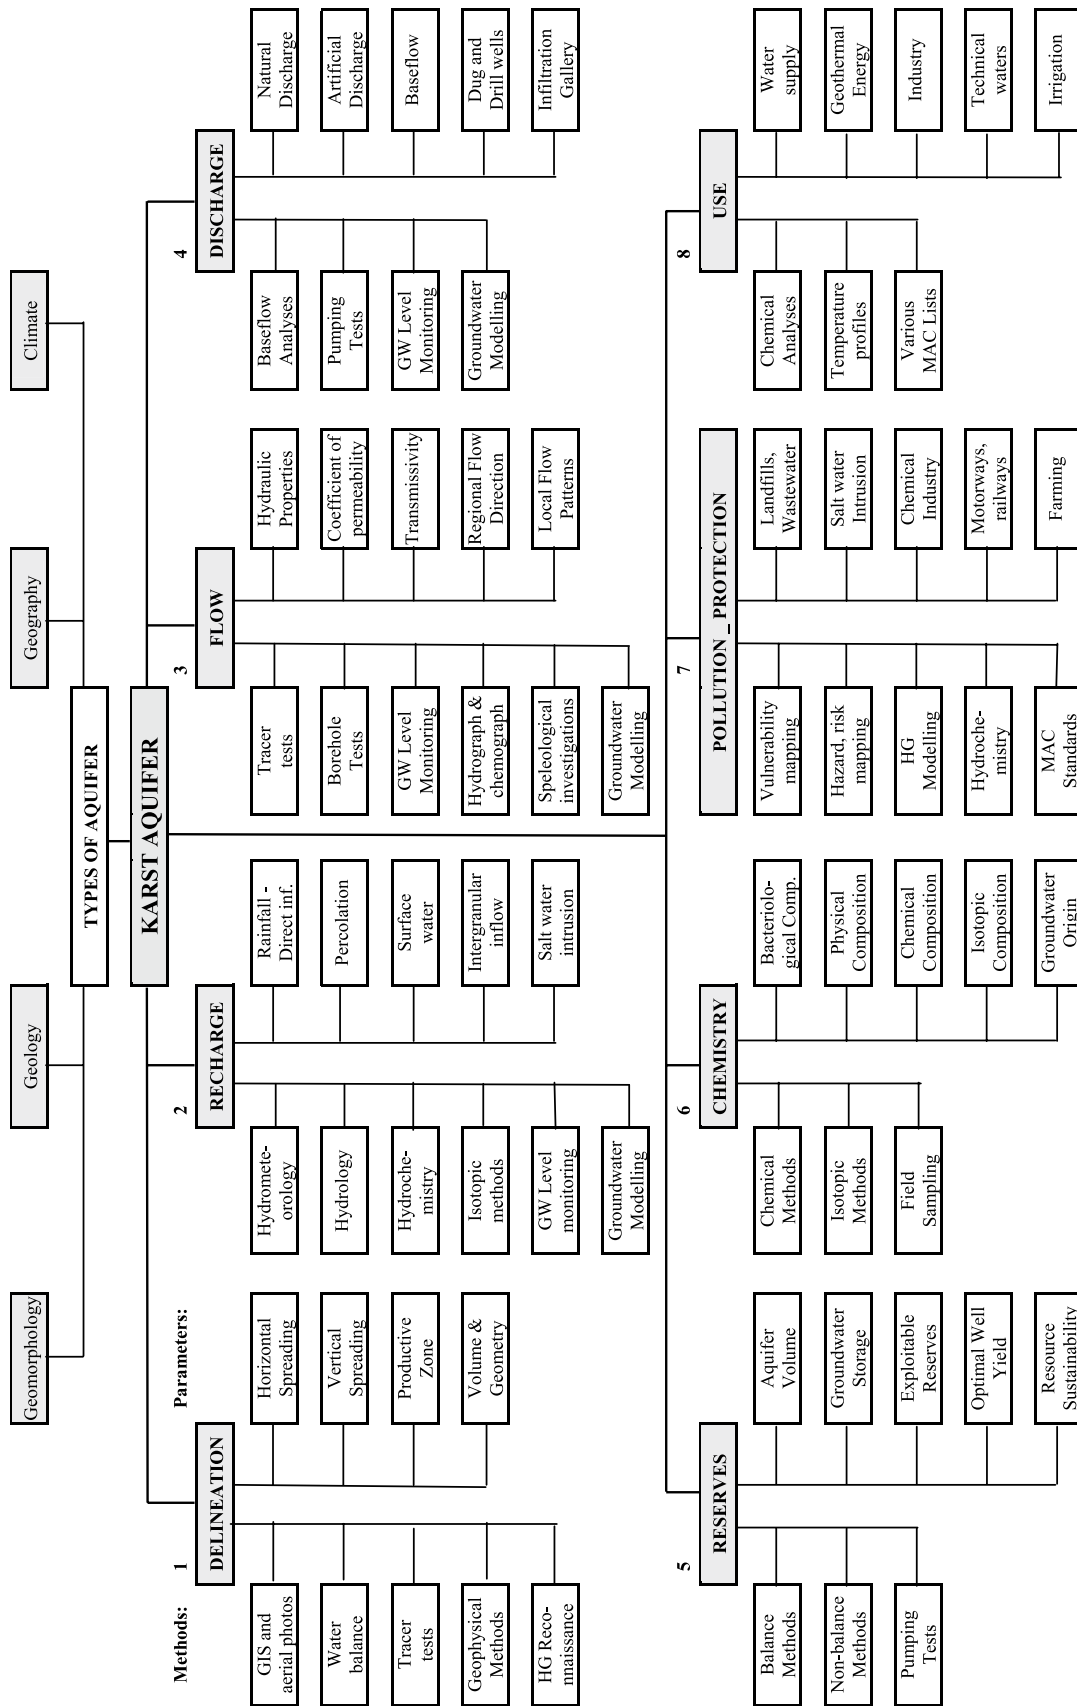 Geomorphology
Geology
Geography
Climate
TYPES OF AQUIFER
KARST AQUIFER
Methods:
1
Parameters:
DELINEATION
GIS and
aerial photos
Water
balance
Tracer
tests
Geophysical
Methods
HG Reco-
nnaissance
Horizontal
Spreading
Vertical
Spreading
Productive
Zone
Volume &
Geometry
2
RECHARGE
Hydromete-
orology
Hydrology
Hydroche-
mistry
Isotopic
methods
GW Level
monitoring
Groundwater
Modelling
Rainfall -
Direct inf.
Percolation
Surface
water
Intergranular
inflow
Salt water
intrusion
3
FLOW
Tracer
tests
Borehole
Tests
GW Level
Monitoring
Hydrograph &
chemograph
Speleological
investigations
Groundwater
Modelling
Hydraulic
Properties
Coefficient of
permeability
Transmissivity
Regional Flow
Direction
Local Flow
Patterns
4
DISCHARGE
Baseflow
Analyses
Pumping
Tests
GW Level
Monitoring
Groundwater
Modelling
Natural
Discharge
Artificial
Discharge
Baseflow
Dug and
Drill wells
Infiltration
Gallery
5
RESERVES
Balance
Methods
Non-balance
Methods
Pumping
Tests
Aquifer
Volume
Groundwater
Storage
Exploitable
Reserves
Optimal Well
Yield
Resource
Sustainability
6
CHEMISTRY
Chemical
Methods
Isotopic
Methods
Field
Sampling
Bacteriolo-
gical Comp.
Physical
Composition
Chemical
Composition
Isotopic
Composition
Groundwater
Origin
7
POLLUTION _ PROTECTION
Vulnerability
mapping
Hazard, risk
mapping
HG
Modelling
Hydroche-
mistry
MAC
Standards
Landfills,
Wastewater
Salt water
Intrusion
Chemical
Industry
Motorways,
railways
Farming
8
USE
Chemical
Analyses
Temperature
profiles
Various
MAC Lists
Water
supply
Geothermal
Energy
Industry
Technical
waters
Irrigation